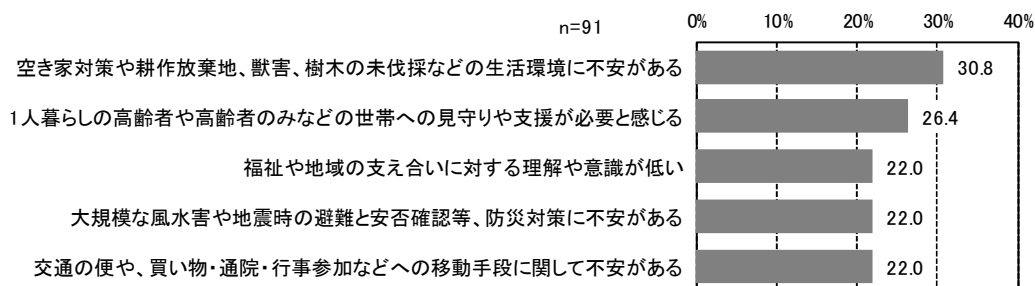 n=91
0% 10% 20% 30% 40%
空き家対策や耕作放棄地、獣害、樹木の未伐採などの生活環境に不安がある 30.8
1人暮らしの高齢者や高齢者のみなどの世帯への見守りや支援が必要と感じる 26.4
福祉や地域の支え合いに対する理解や意識が低い 22.0
大規模な風水害や地震時の避難と安否確認等、防災対策に不安がある 22.0
交通の便や、買い物・通院・行事参加などへの移動手段に関して不安がある 22.0